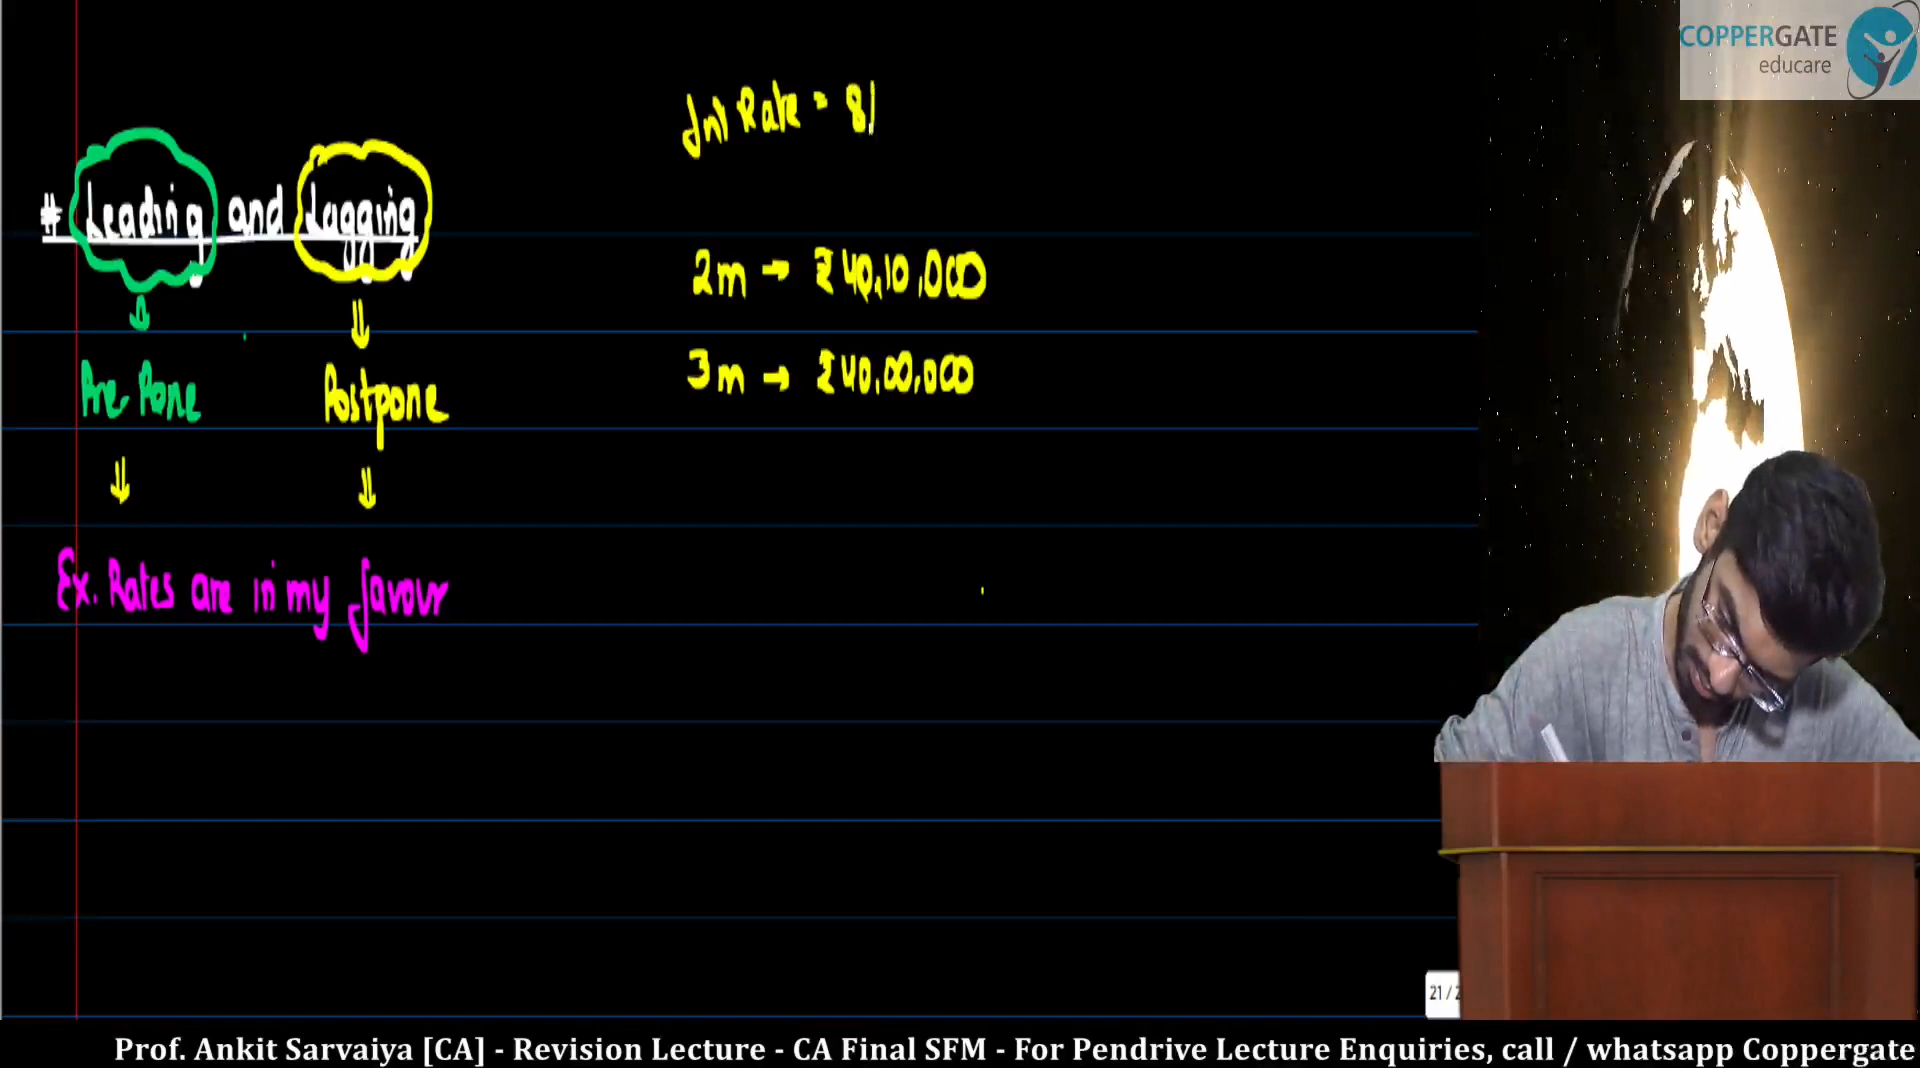 COPPERGATE
educare
Int Rate = 8
# Leading and Lagging
2m → ₹40,10,000
3m → ₹40,00,000
Pre Pone Postpone
Ex. Rates are in my favour
21 / 2
Prof. Ankit Sarvaiya [CA] - Revision Lecture - CA Final SFM - For Pendrive Lecture Enquiries, call / whatsapp Coppergate